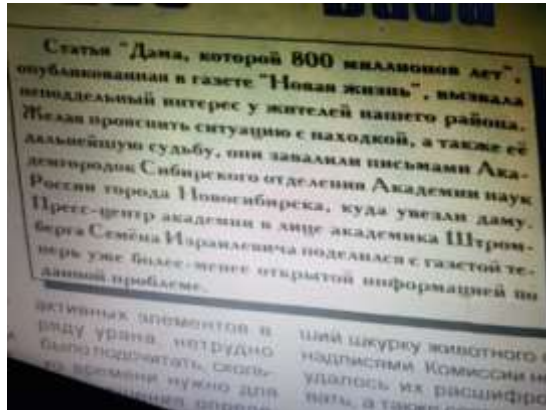 Статья "Дама, которой 800 миллионов лет",
опубликованная в газете "Новая жизнь", вызвала
неподдельный интерес у жителей нашего района.
Желая прояснить ситуацию с находкой, а также её
дальнейшую судьбу, они завалили письмами Ака-
демгородок Сибирского отделения Академии наук
России города Новосибирска, куда увезли даму.
Пресс-центр академии в лице академика Штром-
берга Семёна Израилевича поделился с газетой те-
перь уже более-менее открытой информацией по
данной проблеме.
активных элементов в
ряду урана, нетрудно
было подсчитать, сколь-
времени нужно для
ший шкурку животного
надписями Комиссии не
удалось их расшифро
вать, а также